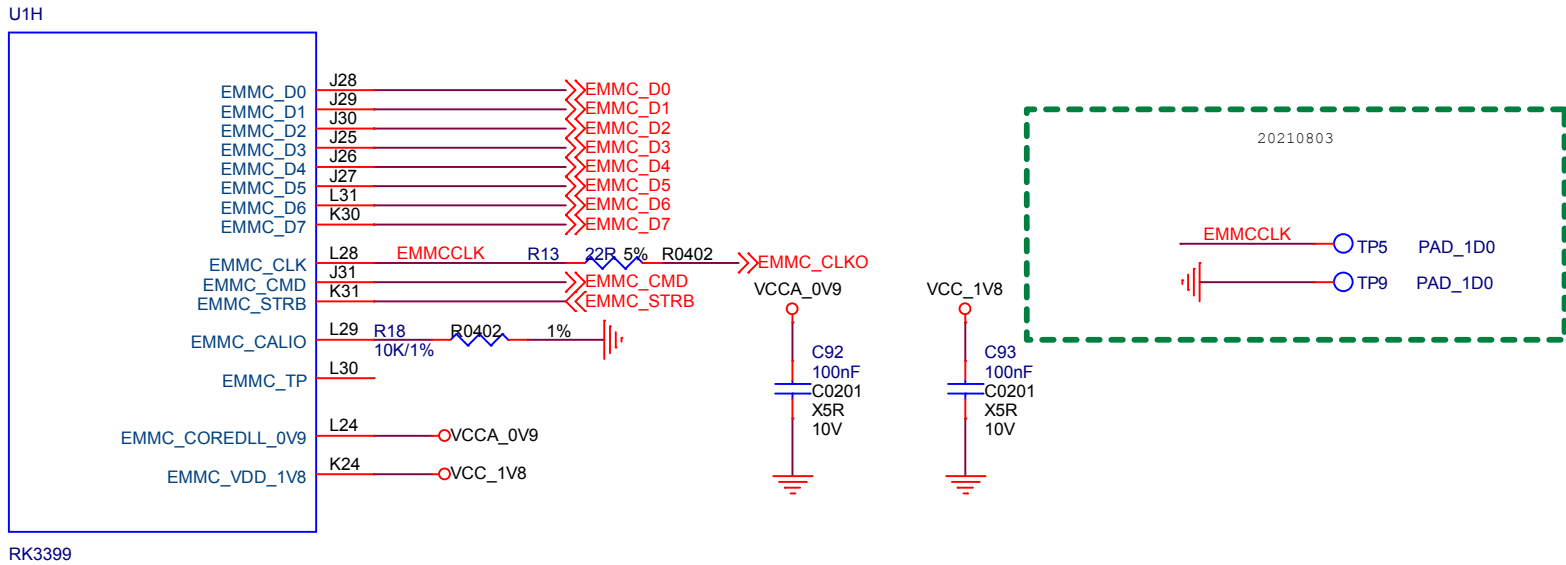 U1H
EMMC_D0 J28 EMMC_D0
EMMC_D1 J29 EMMC_D1
EMMC_D2 J30 EMMC_D2
EMMC_D3 J25 EMMC_D3
EMMC_D4 J26 EMMC_D4
EMMC_D5 J27 EMMC_D5
EMMC_D6 L31 EMMC_D6
EMMC_D7 K30 EMMC_D7
EMMC_CLK L28 EMMCCLK R13 22R 5% R0402 EMMC_CLKO
EMMC_CMD J31 EMMC_CMD
EMMC_STRB K31 EMMC_STRB
EMMC_CALIO L29 R18 R0402 1%
10K/1%
EMMC_TP L30
EMMC_COREDLL_0V9 L24 VCCA_0V9
EMMC_VDD_1V8 K24 VCC_1V8
RK3399
VCCA_0V9
C92
100nF
C0201
X5R
10V
VCC_1V8
C93
100nF
C0201
X5R
10V
20210803
EMMCCLK TP5 PAD_1D0
TP9 PAD_1D0